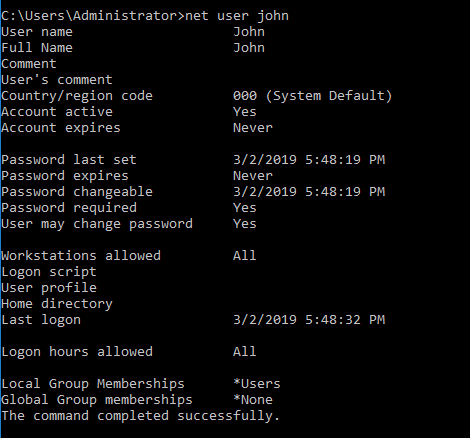 C:\Users\Administrator>net user john
User name                    John
Full Name                    John
Comment
User's comment
Country/region code          000 (System Default)
Account active               Yes
Account expires              Never

Password last set            3/2/2019 5:48:19 PM
Password expires             Never
Password changeable          3/2/2019 5:48:19 PM
Password required            Yes
User may change password     Yes

Workstations allowed         All
Logon script
User profile
Home directory
Last logon                   3/2/2019 5:48:32 PM

Logon hours allowed          All

Local Group Memberships      *Users
Global Group memberships     *None
The command completed successfully.